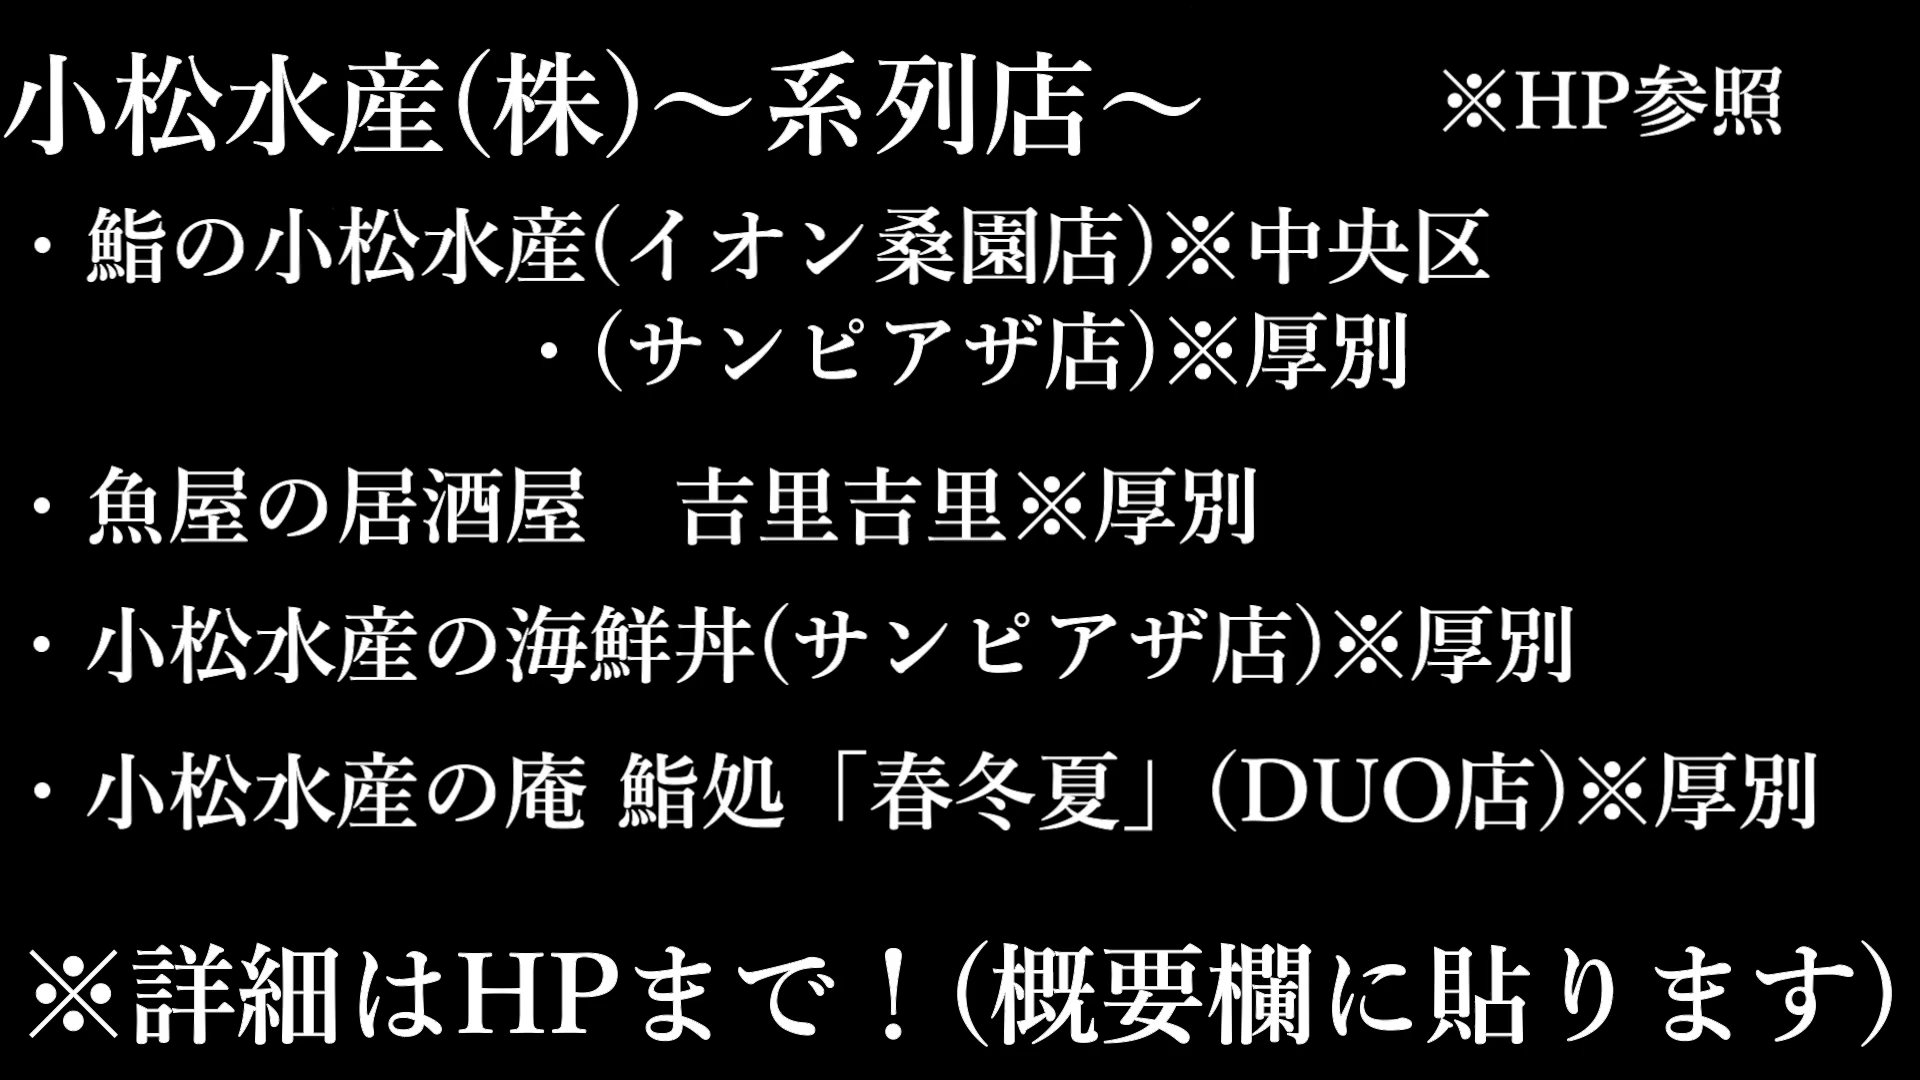 小松水産(株)～系列店～ ※HP参照
・鮨の小松水産(イオン桑園店)※中央区
・(サンピアザ店)※厚別
・魚屋の居酒屋　吉里吉里※厚別
・小松水産の海鮮丼(サンピアザ店)※厚別
・小松水産の庵 鮨処「春冬夏」(DUO店)※厚別
※詳細はHPまで！(概要欄に貼ります)